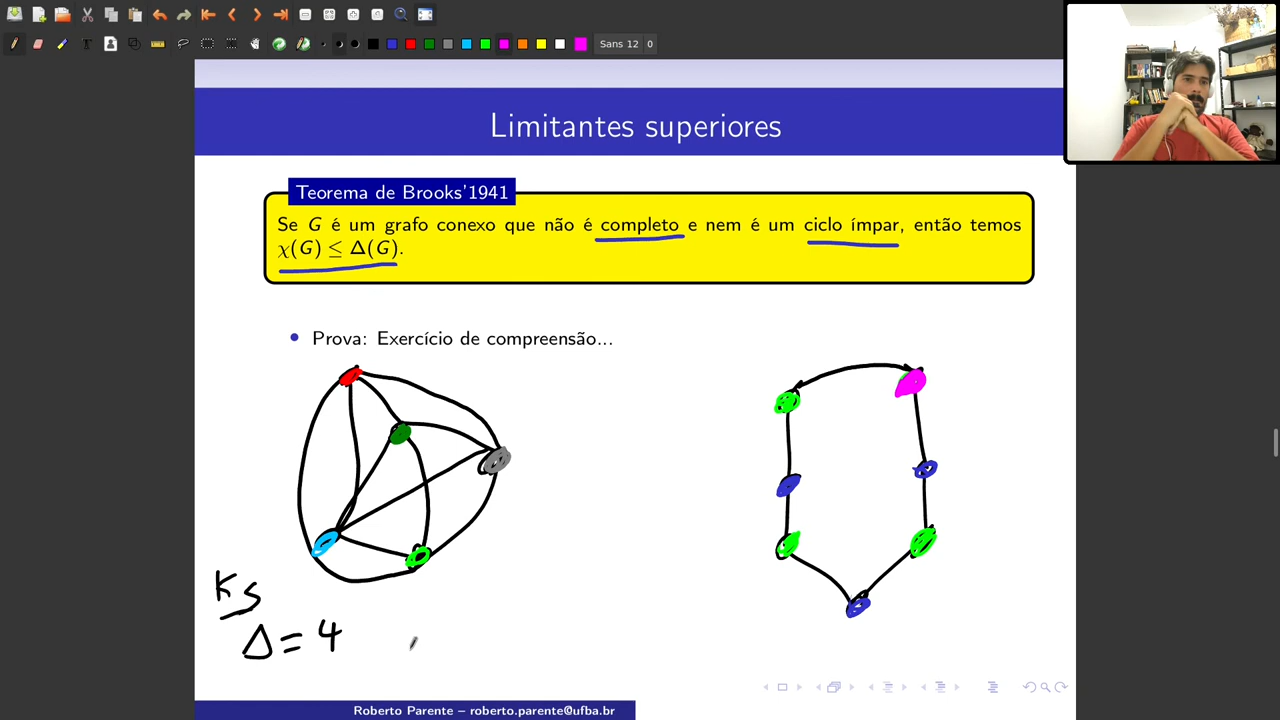 Sans 12 0
Limitantes superiores
Teorema de Brooks'1941
Se G é um grafo conexo que não é completo e nem é um ciclo ímpar, então temos
χ(G) ≤ Δ(G).
Prova: Exercício de compreensão...
K5
Δ = 4
Roberto Parente – roberto.parente@ufba.br